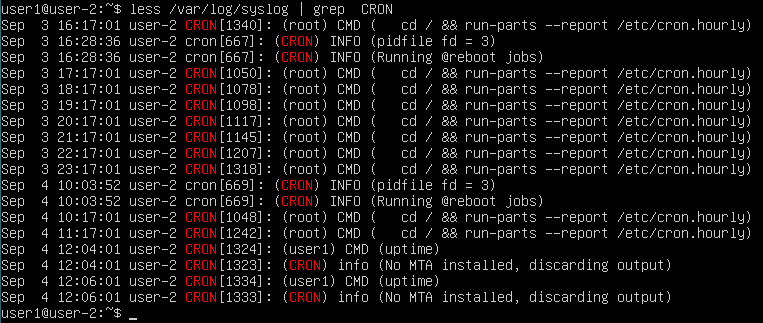 user1@user-2:~$ less /var/log/syslog | grep  CRON
Sep  3 16:17:01 user-2 CRON[1340]: (root) CMD (   cd / && run-parts --report /etc/cron.hourly)
Sep  3 16:28:36 user-2 cron[667]: (CRON) INFO (pidfile fd = 3)
Sep  3 16:28:36 user-2 cron[667]: (CRON) INFO (Running @reboot jobs)
Sep  3 17:17:01 user-2 CRON[1050]: (root) CMD (   cd / && run-parts --report /etc/cron.hourly)
Sep  3 18:17:01 user-2 CRON[1078]: (root) CMD (   cd / && run-parts --report /etc/cron.hourly)
Sep  3 19:17:01 user-2 CRON[1098]: (root) CMD (   cd / && run-parts --report /etc/cron.hourly)
Sep  3 20:17:01 user-2 CRON[1117]: (root) CMD (   cd / && run-parts --report /etc/cron.hourly)
Sep  3 21:17:01 user-2 CRON[1145]: (root) CMD (   cd / && run-parts --report /etc/cron.hourly)
Sep  3 22:17:01 user-2 CRON[1207]: (root) CMD (   cd / && run-parts --report /etc/cron.hourly)
Sep  3 23:17:01 user-2 CRON[1318]: (root) CMD (   cd / && run-parts --report /etc/cron.hourly)
Sep  4 10:03:52 user-2 cron[669]: (CRON) INFO (pidfile fd = 3)
Sep  4 10:03:52 user-2 cron[669]: (CRON) INFO (Running @reboot jobs)
Sep  4 10:17:01 user-2 CRON[1048]: (root) CMD (   cd / && run-parts --report /etc/cron.hourly)
Sep  4 11:17:01 user-2 CRON[1242]: (root) CMD (   cd / && run-parts --report /etc/cron.hourly)
Sep  4 12:04:01 user-2 CRON[1324]: (user1) CMD (uptime)
Sep  4 12:04:01 user-2 CRON[1323]: (CRON) info (No MTA installed, discarding output)
Sep  4 12:06:01 user-2 CRON[1334]: (user1) CMD (uptime)
Sep  4 12:06:01 user-2 CRON[1333]: (CRON) info (No MTA installed, discarding output)
user1@user-2:~$ _